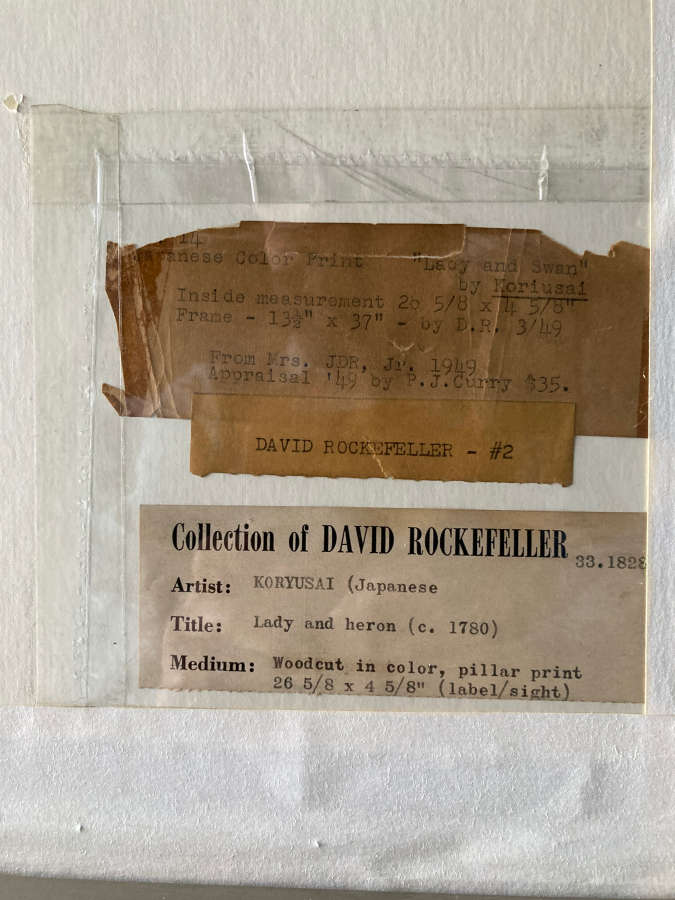 14
Japanese Color Print "Lady and Swan"
by Koriusai
Inside measurement 26 5/8 x 4 5/8"
Frame - 13½" x 37" - by D.R. 3/49
From Mrs. JDR, Jr. 1949
Appraisal '49 by P.J.Curry $35.
DAVID ROCKEFELLER - #2
Collection of DAVID ROCKEFELLER
33.1828
Artist: KORYUSAI (Japanese
Title: Lady and heron (c. 1780)
Medium: Woodcut in color, pillar print
26 5/8 x 4 5/8" (label/sight)